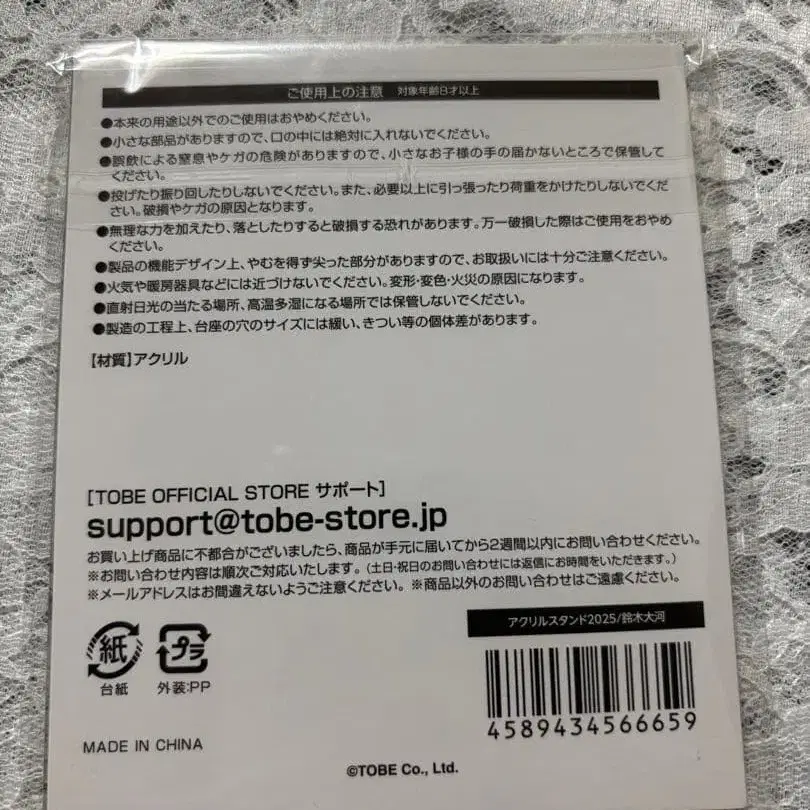 ご使用上の注意 対象年齢8才以上
●本来の用途以外でのご使用はおやめください。
●小さな部品がありますので、口の中には絶対に入れないでください。
●誤飲による窒息やケガの危険がありますので、小さなお子様の手の届かないところで保管して
ください。
●投げたり振り回したりしないでください。また、必要以上に引っ張ったり荷重をかけたりしないでくだ
さい。破損やケガの原因となります。
●無理な力を加えたり、落としたりすると破損する恐れがあります。万一破損した際はご使用をおやめ
ください。
●製品の機能デザイン上、やむを得ず尖った部分がありますので、お取扱いには十分ご注意ください。
●火気や暖房器具などには近づけないでください。変形・変色・火災の原因になります。
●直射日光の当たる場所、高温多湿になる場所では保管しないでください。
●製造の工程上、台座の穴のサイズには緩い、きつい等の個体差があります。
【材質】アクリル
[TOBE OFFICIAL STORE サポート]
support@tobe-store.jp
お買い上げ商品に不都合がございましたら、商品が手元に届いてから2週間以内にお問い合わせください。
※お問い合わせ内容は順次ご対応いたします。(土日・祝日のお問い合わせには返信にお時間をいただきます。)
※メールアドレスはお間違えないようご注意ください。 ※商品以外のお問い合わせはご遠慮ください。
アクリルスタンド2025/鈴木大河
紙
プラ
台紙
外装:PP
4589434566659
MADE IN CHINA
©TOBE Co., Ltd.